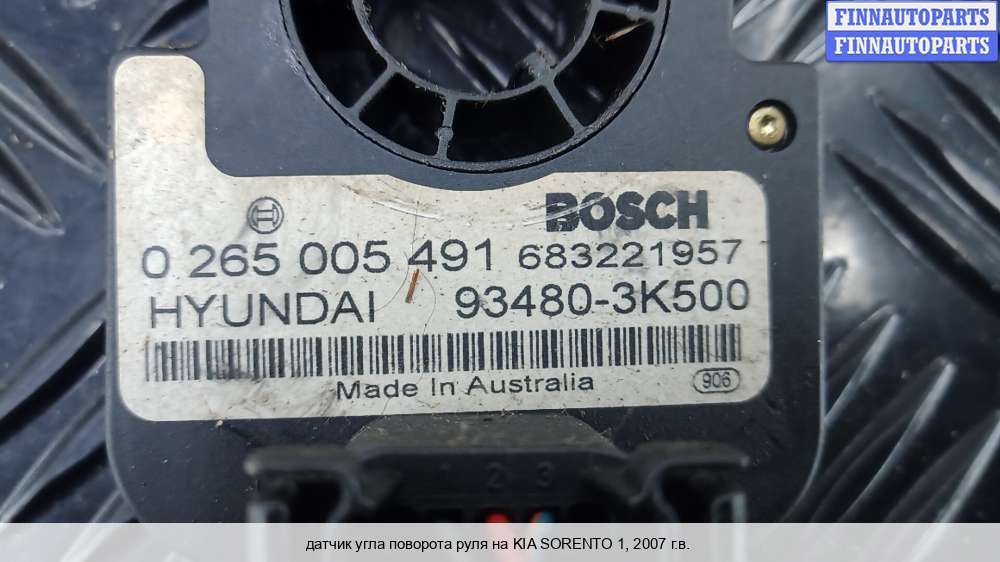 FINNAUTOPARTS
FINNAUTOPARTS
BOSCH
0 265 005 491 683221957
HYUNDAI 93480-3K500
Made In Australia 906
1 2 3
датчик угла поворота руля на KIA SORENTO 1, 2007 г.в.